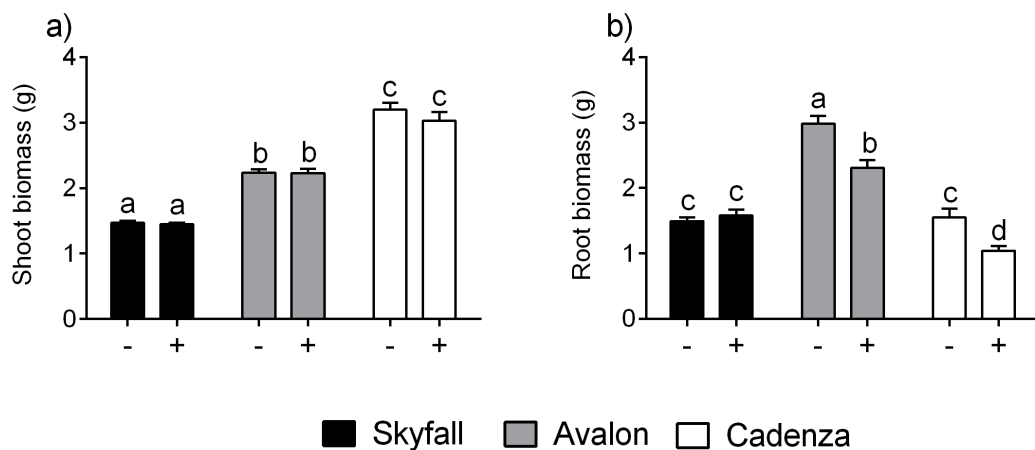 a)
Shoot biomass (g)
4
3
2
1
0
a a b b c c
- + - + - +
b)
Root biomass (g)
4
3
2
1
0
c c a b c d
- + - + - +
Skyfall Avalon Cadenza